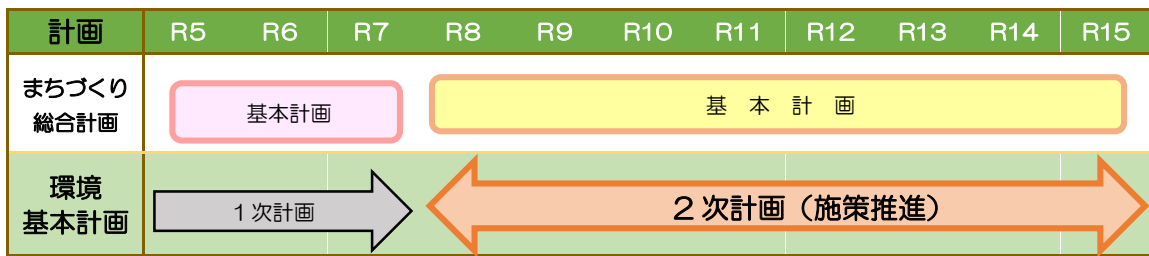 計画 R5 R6 R7 R8 R9 R10 R11 R12 R13 R14 R15
まちづくり
総合計画
基本計画
基 本 計 画
環境
基本計画
1次計画
2次計画（施策推進）